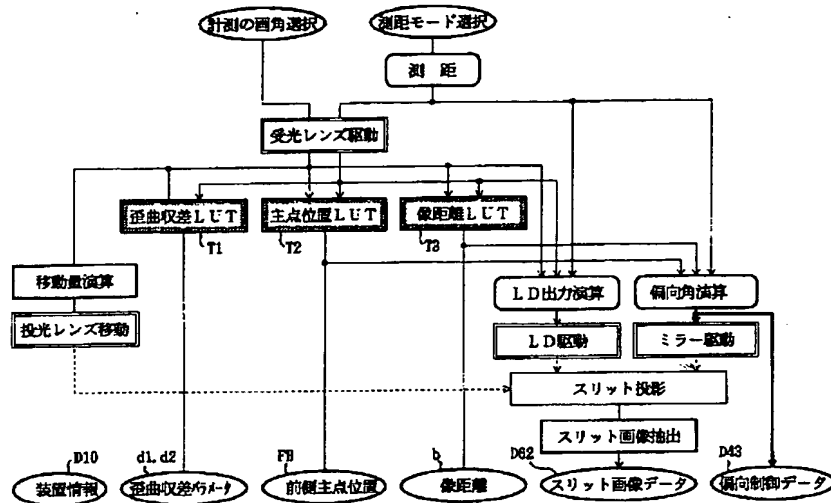 計測の画角選択
測距モード選択
測 距
受光レンズ駆動
歪曲収差LUT
主点位置LUT
像距離LUT
T1
T2
T3
移動量演算
LD出力演算
偏向角演算
投光レンズ移動
LD駆動
ミラー駆動
スリット投影
スリット画像抽出
D10
d1, d2
FH
b
D62
D43
装置情報
歪曲収差パラメータ
前側主点位置
像距離
スリット画像データ
偏向制御データ